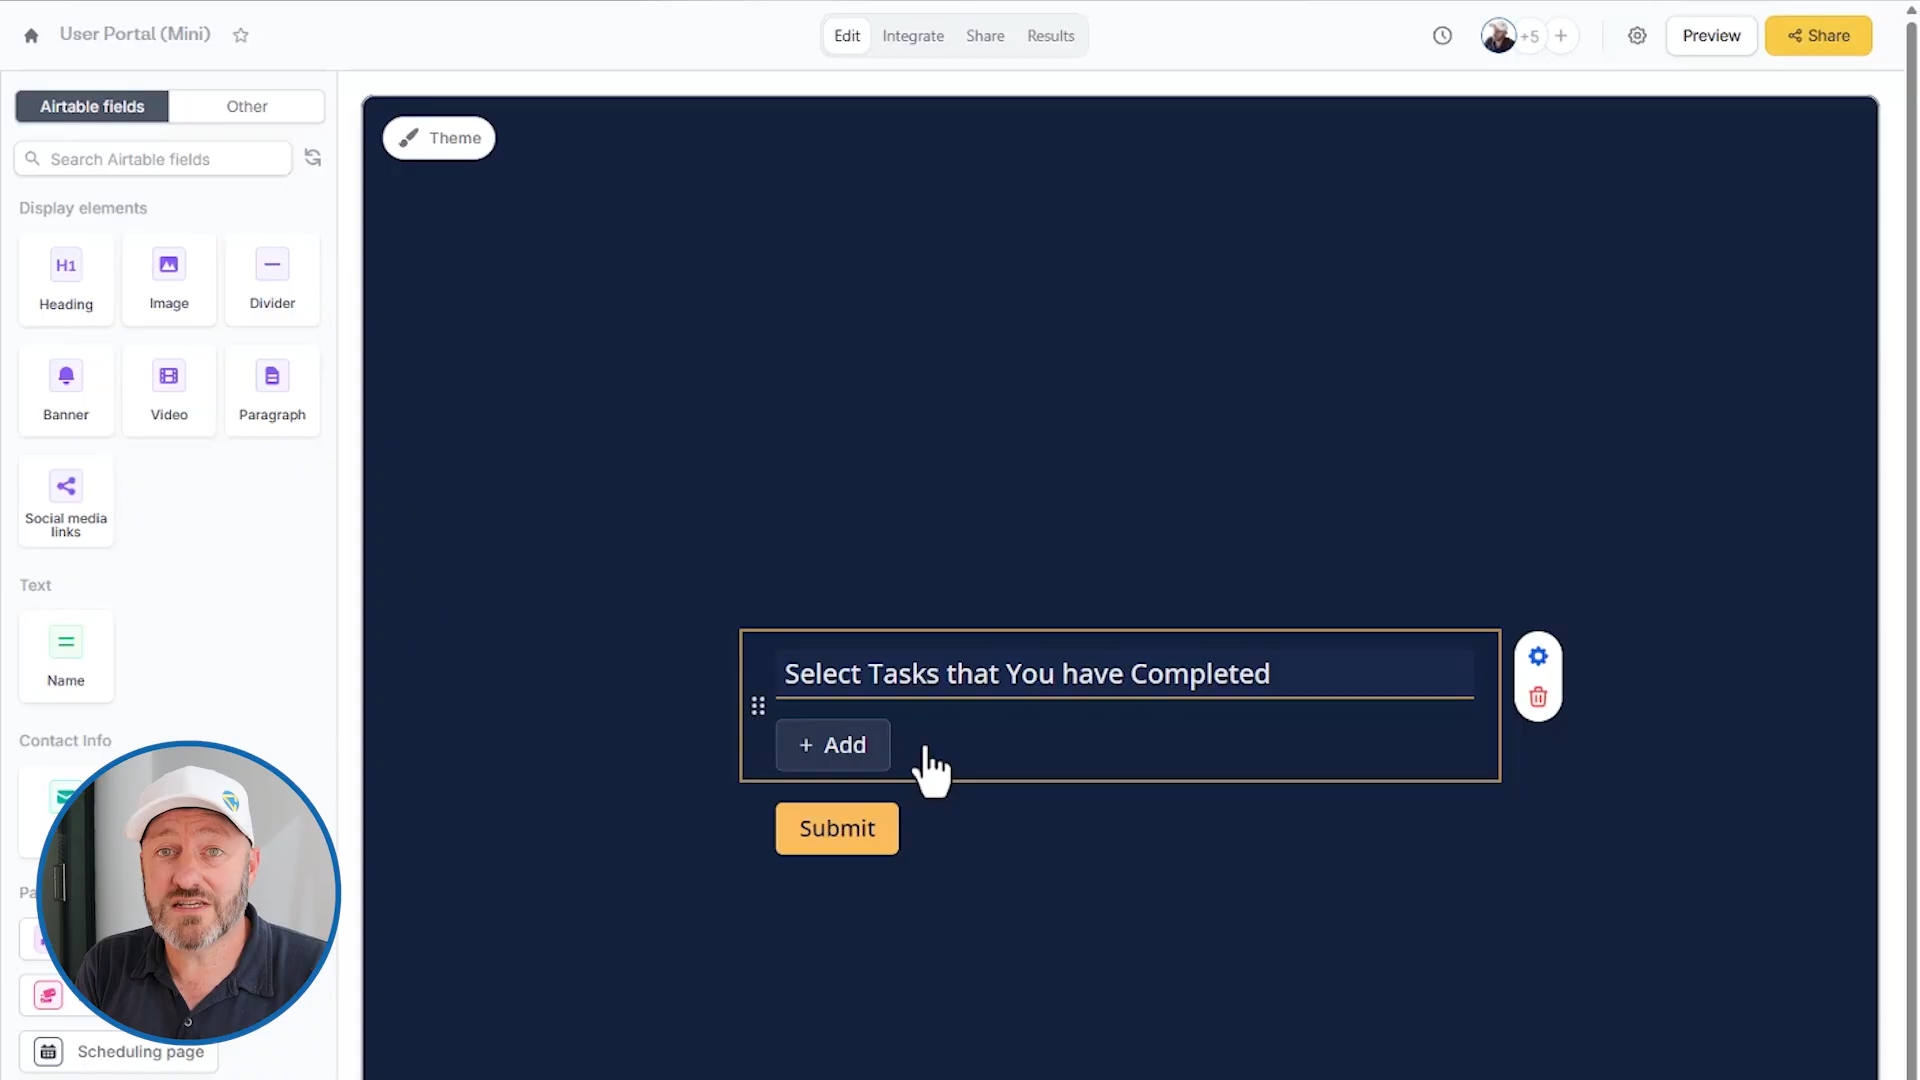 User Portal (Mini)
Edit
Integrate
Share
Results
+5
Preview
Share
Airtable fields
Other
Search Airtable fields
Theme
Display elements
H1
Heading
Image
Divider
Banner
Video
Paragraph
Social media
links
Text
Name
Contact Info
Select Tasks that You have Completed
+ Add
Submit
Scheduling page